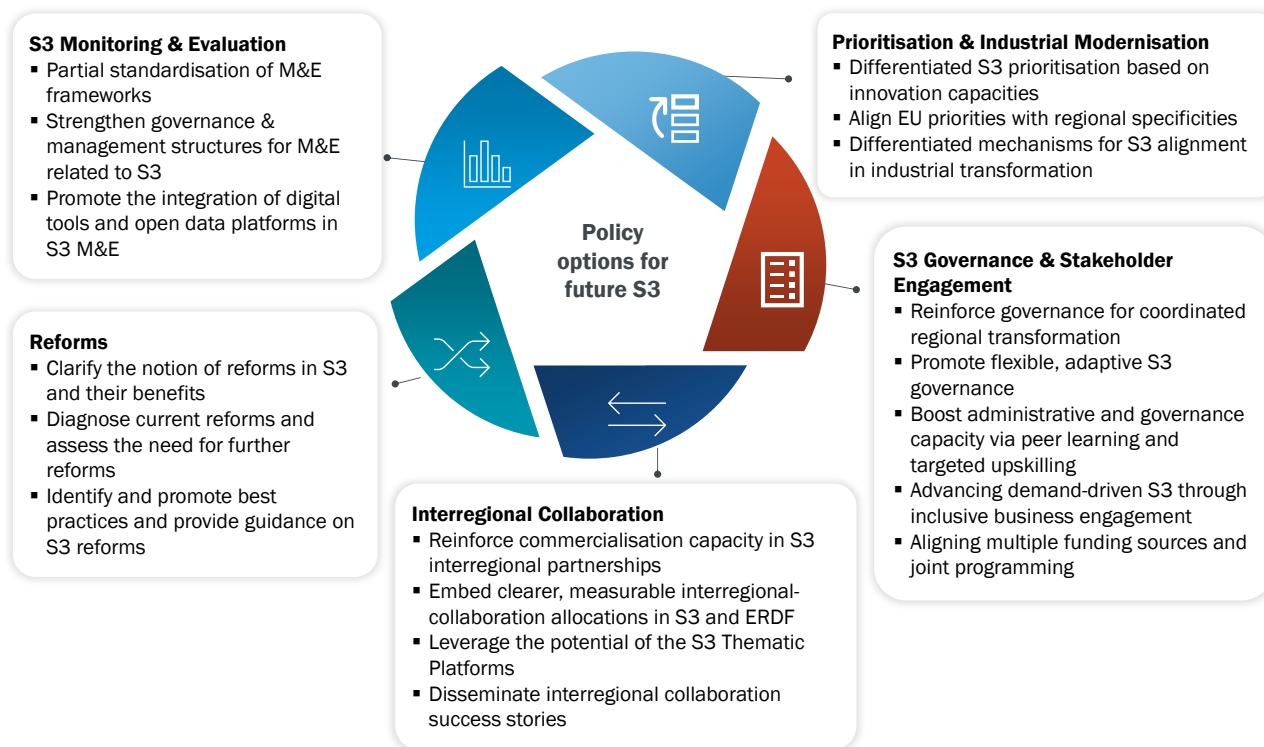 S3 Monitoring & Evaluation
▪ Partial standardisation of M&E
frameworks
▪ Strengthen governance &
management structures for M&E
related to S3
▪ Promote the integration of digital
tools and open data platforms in
S3 M&E
Prioritisation & Industrial Modernisation
▪ Differentiated S3 prioritisation based on
innovation capacities
▪ Align EU priorities with regional specificities
▪ Differentiated mechanisms for S3 alignment
in industrial transformation
Policy
options for
future S3
S3 Governance & Stakeholder
Engagement
▪ Reinforce governance for coordinated
regional transformation
▪ Promote flexible, adaptive S3
governance
▪ Boost administrative and governance
capacity via peer learning and
targeted upskilling
▪ Advancing demand-driven S3 through
inclusive business engagement
▪ Aligning multiple funding sources and
joint programming
Reforms
▪ Clarify the notion of reforms in S3
and their benefits
▪ Diagnose current reforms and
assess the need for further
reforms
▪ Identify and promote best
practices and provide guidance on
S3 reforms
Interregional Collaboration
▪ Reinforce commercialisation capacity in S3
interregional partnerships
▪ Embed clearer, measurable interregional-
collaboration allocations in S3 and ERDF
▪ Leverage the potential of the S3 Thematic
Platforms
▪ Disseminate interregional collaboration
success stories